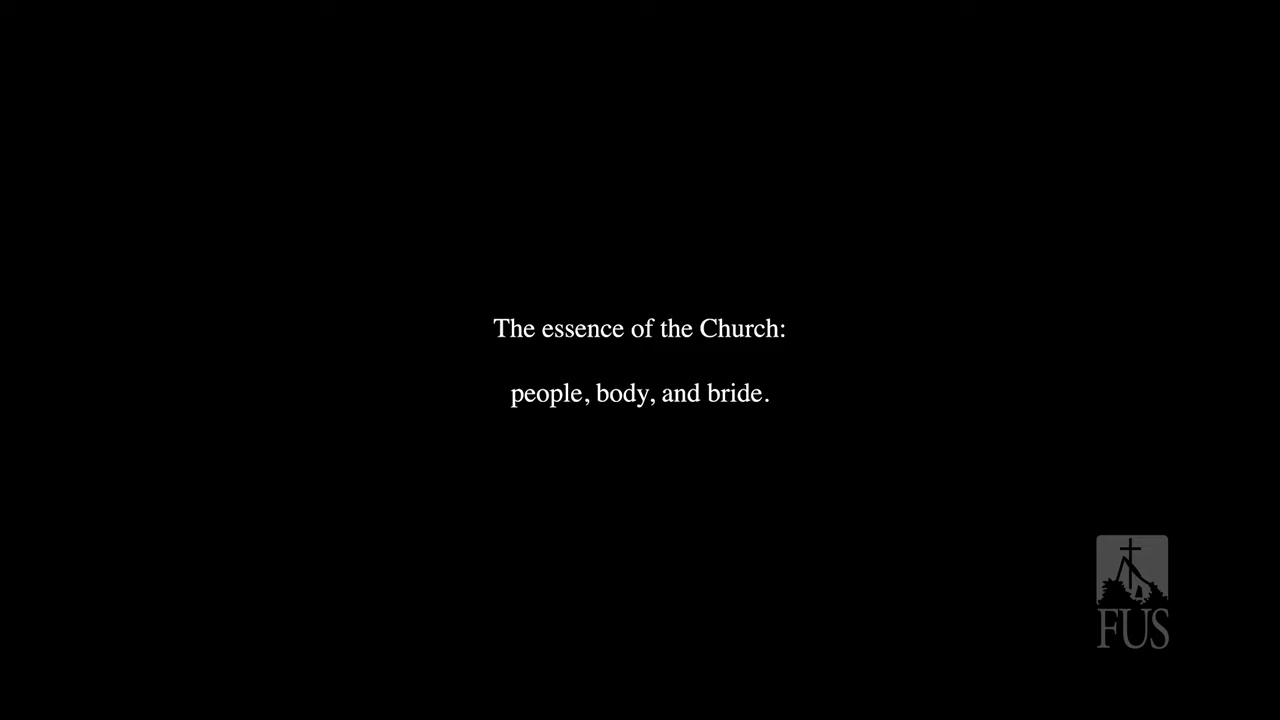 The essence of the Church:
people, body, and bride.
FUS